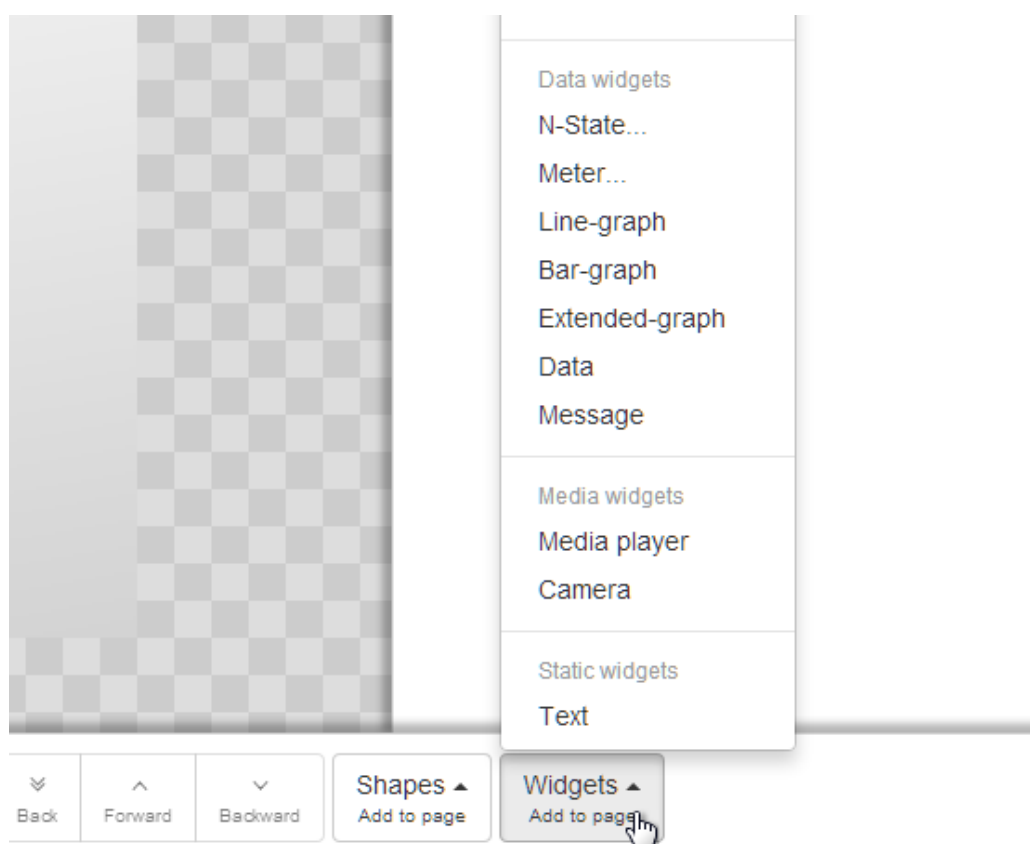 Data widgets
N-State...
Meter...
Line-graph
Bar-graph
Extended-graph
Data
Message
Media widgets
Media player
Camera
Static widgets
Text
Back
Forward
Backward
Shapes
Add to page
Widgets
Add to page